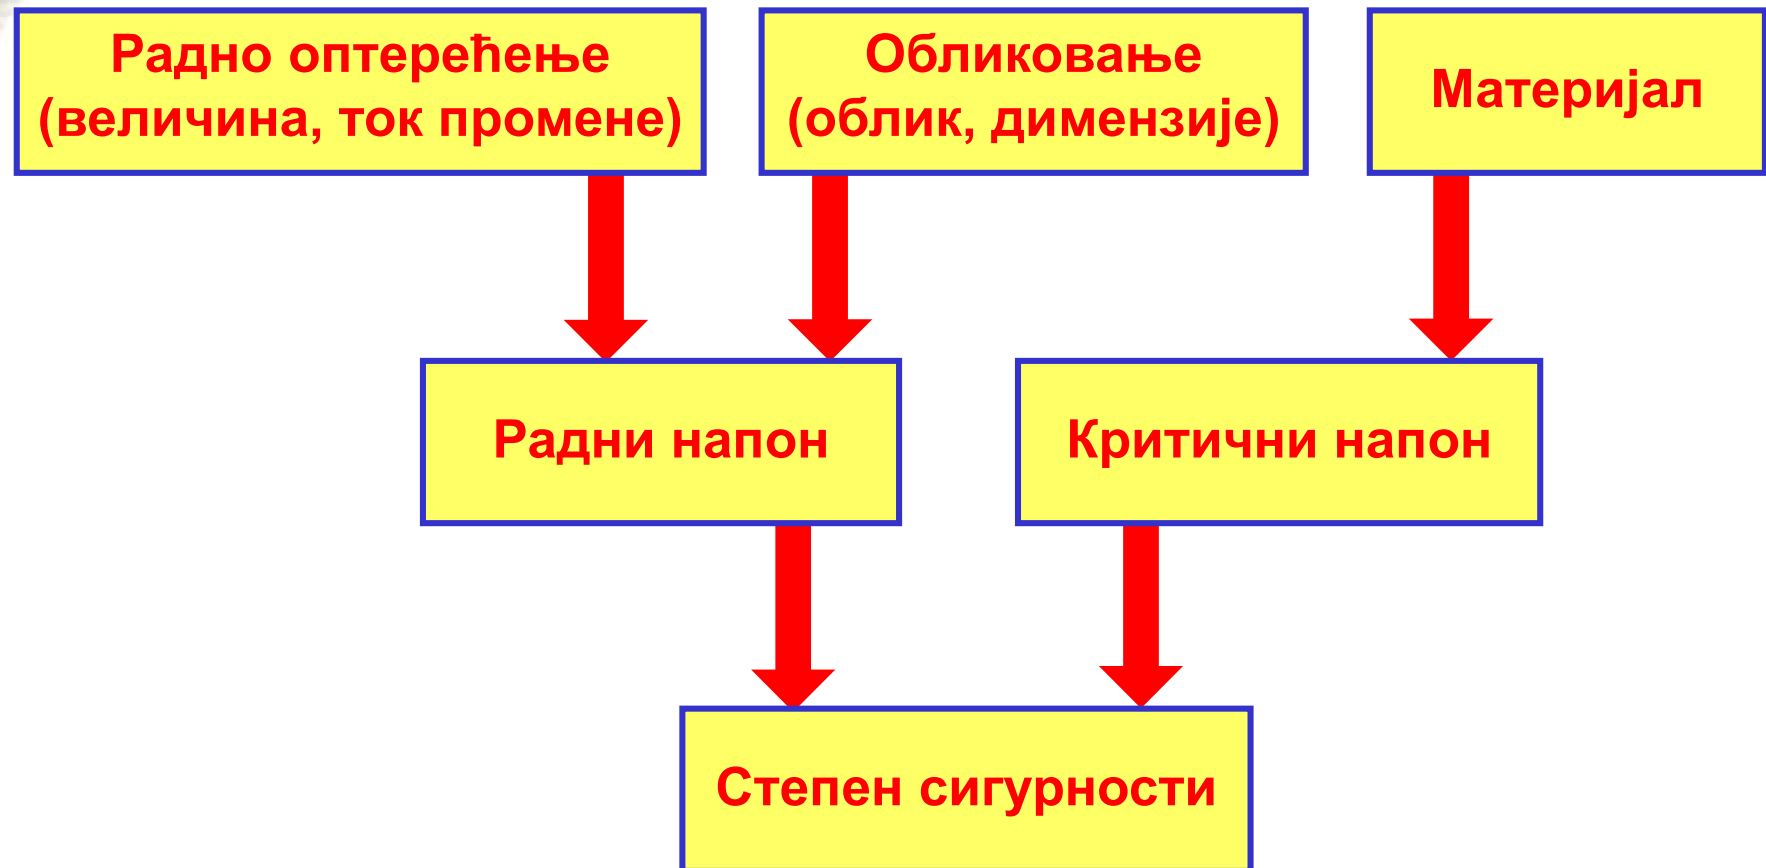 Радно оптерећење
(величина, ток промене)
Обликовање
(облик, димензије)
Материјал
Радни напон
Критични напон
Степен сигурности